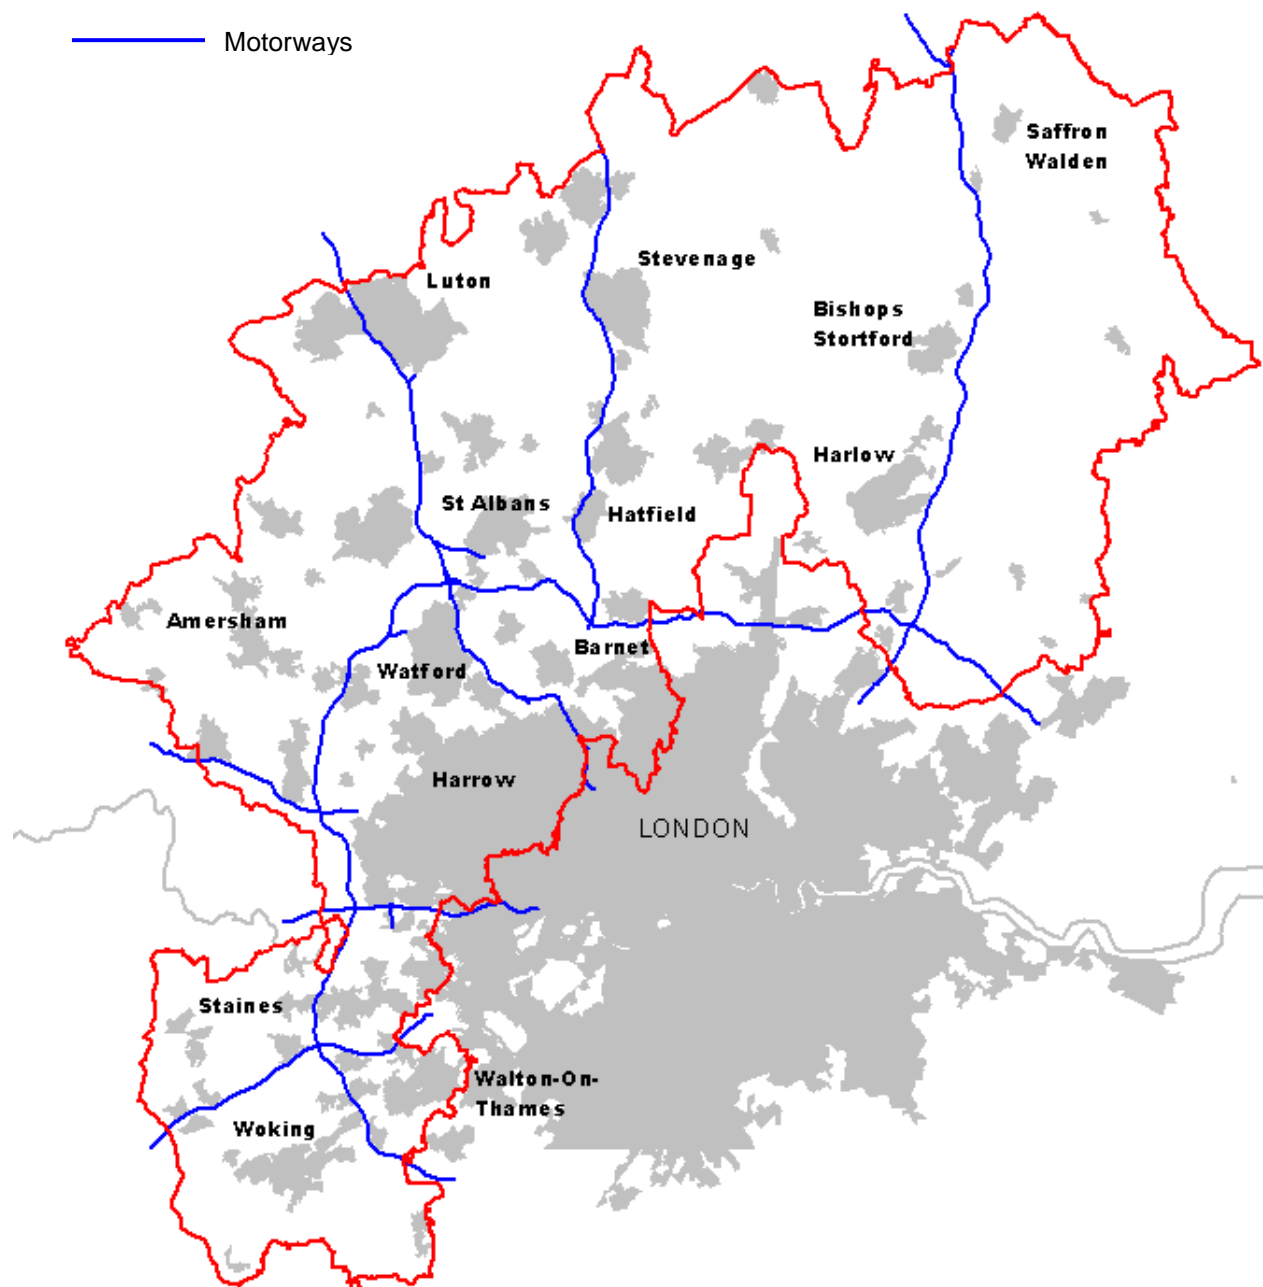 Motorways
Saffron
Walden
Stevenage
Luton
Bishops
Stortford
Harlow
St Albans
Hatfield
Amersham
Barnet
Watford
Harrow
LONDON
Staines
Walton-On-
Thames
Woking